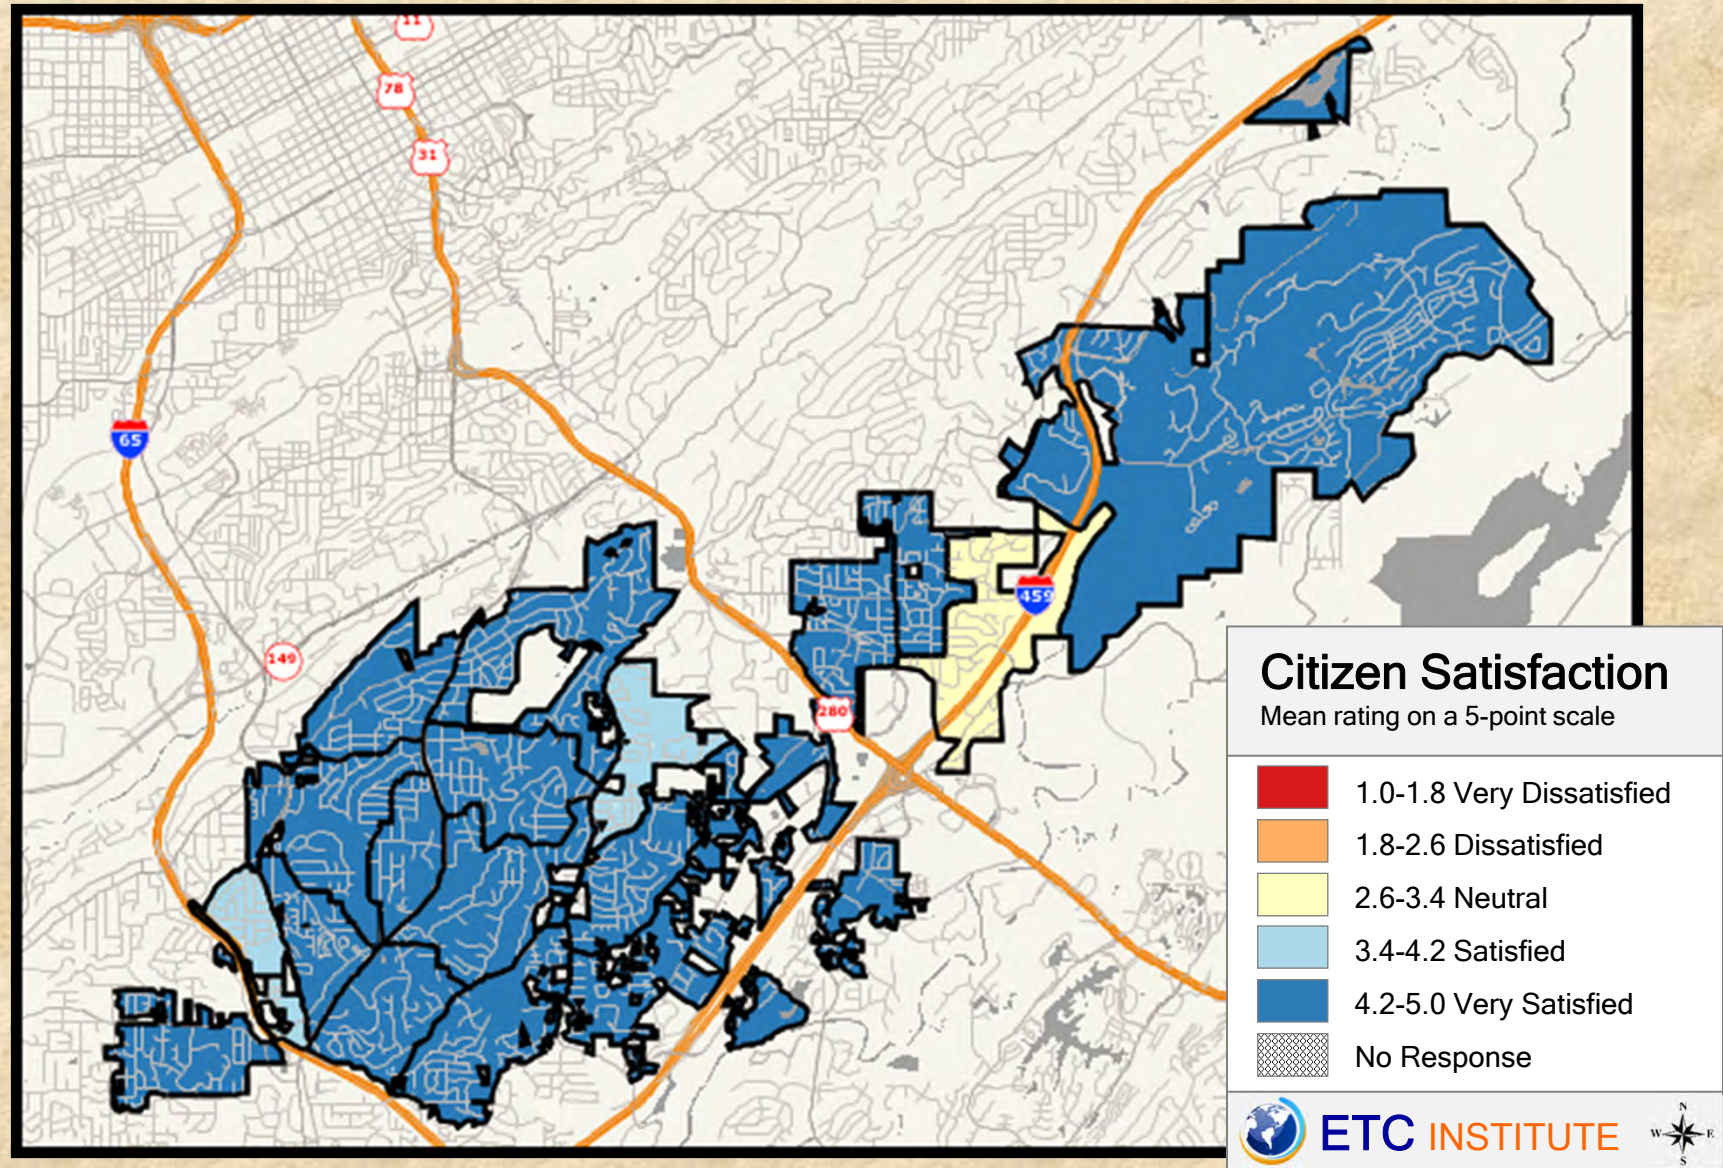 11
78
31
65
149
459
280
Citizen Satisfaction
Mean rating on a 5-point scale
1.0-1.8 Very Dissatisfied
1.8-2.6 Dissatisfied
2.6-3.4 Neutral
3.4-4.2 Satisfied
4.2-5.0 Very Satisfied
No Response
ETC INSTITUTE
N
W E
S